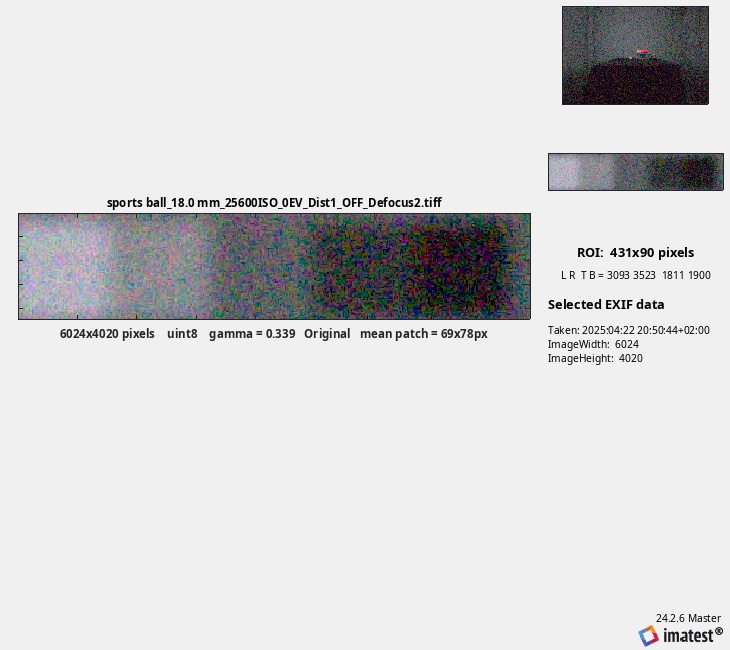 sports ball_18.0 mm_25600ISO_0EV_Dist1_OFF_Defocus2.tiff
6024x4020 pixels uint8 gamma = 0.339 Original mean patch = 69x78px
ROI: 431x90 pixels
L R T B = 3093 3523 1811 1900
Selected EXIF data
Taken: 2025:04:22 20:50:44+02:00
ImageWidth: 6024
ImageHeight: 4020
24.2.6 Master
imatest®